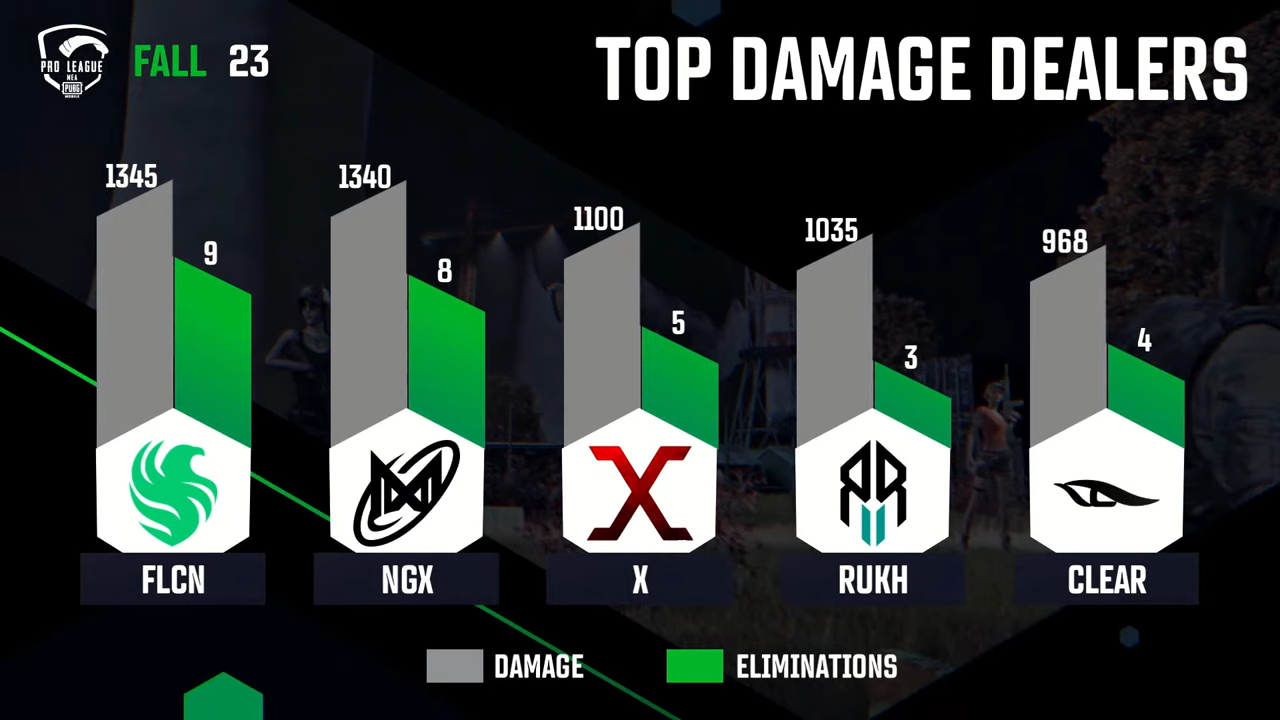 PRO LEAGUE
MEA
PUBG
MOBILE
FALL 23
TOP DAMAGE DEALERS
1345
9
1340
8
1100
5
1035
3
968
4
FLCN
NGX
X
RUKH
CLEAR
DAMAGE
ELIMINATIONS